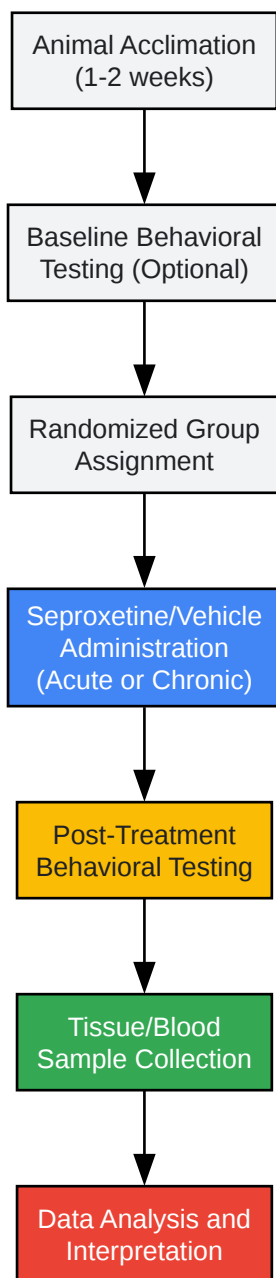 Animal Acclimation
(1-2 weeks)
Baseline Behavioral
Testing (Optional)
Randomized Group
Assignment
Seproxetine/Vehicle
Administration
(Acute or Chronic)
Post-Treatment
Behavioral Testing
Tissue/Blood
Sample Collection
Data Analysis and
Interpretation